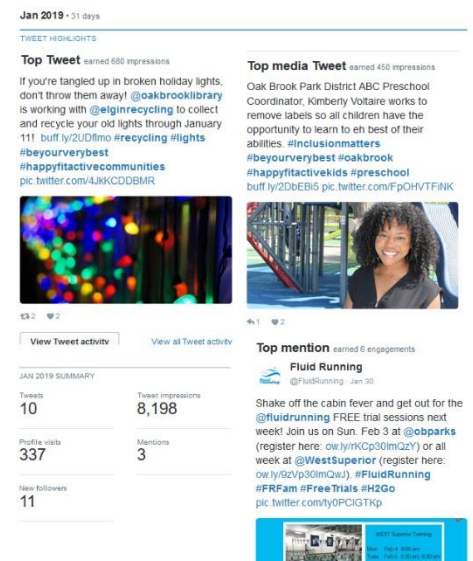 Jan 2019 • 31 days
TWEET HIGHLIGHTS
Top Tweet earned 680 impressions
If you're tangled up in broken holiday lights,
don't throw them away! @oakbrooklibrary
is working with @elginrecycling to collect
and recycle your old lights through January
11! buff.ly/2UDflmo #recycling #lights
#beyourverybest
#happyfitactivecommunities
pic.twitter.com/4JkKCDDBMR
2 2
View Tweet activity View all Tweet activity
JAN 2019 SUMMARY
Tweets Tweet impressions
10 8,198
Profile visits Mentions
337 3
New followers
11
Top media Tweet earned 450 impressions
Oak Brook Park District ABC Preschool
Coordinator, Kimberly Voltaire works to
remove labels so all children have the
opportunity to learn to eh best of their
abilities. #Inclusionmatters
#beyourverybest #oakbrook
#happyfitactivekids #preschool
buff.ly/2DbEBi5 pic.twitter.com/FpOHVTFiNK
1 2
Top mention earned 6 engagements
Fluid Running
@FluidRunning · Jan 30
Shake off the cabin fever and get out for the
@fluidrunning FREE trial sessions next
week! Join us on Sun. Feb 3 at @obparks
(register here: ow.ly/rKCp30lmQzY) or all
week at @WestSuperior (register here:
ow.ly/9zVp30lmQwJ). #FluidRunning
#FRFam #FreeTrials #H2Go
pic.twitter.com/ty0PCIGTKp
WEST Superior Training